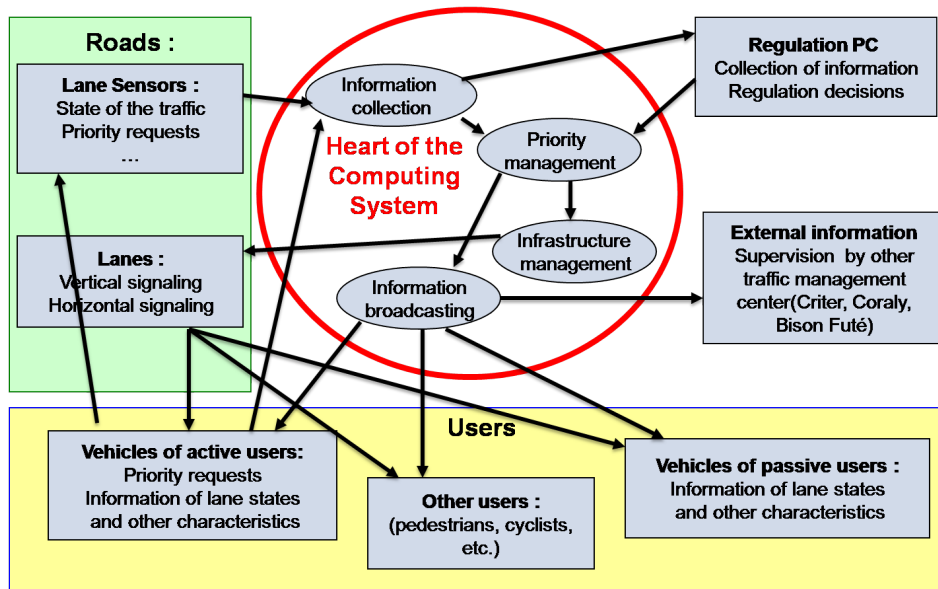 Roads :
Lane Sensors :
State of the traffic
Priority requests
...
Lanes :
Vertical signaling
Horizontal signaling
Information
collection
Heart of the
Computing
System
Priority
management
Infrastructure
management
Information
broadcasting
Regulation PC
Collection of information
Regulation decisions
External information
Supervision by other
traffic management
center(Criter, Coraly,
Bison Futé)
Users
Vehicles of active users:
Priority requests
Information of lane states
and other characteristics
Other users :
(pedestrians, cyclists,
etc.)
Vehicles of passive users :
Information of lane states
and other characteristics